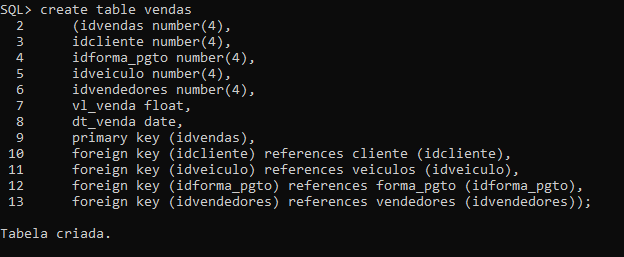 SQL> create table vendas
  2      (idvendas number(4),
  3      idcliente number(4),
  4      idforma_pgto number(4),
  5      idveiculo number(4),
  6      idvendedores number(4),
  7      vl_venda float,
  8      dt_venda date,
  9      primary key (idvendas),
 10      foreign key (idcliente) references cliente (idcliente),
 11      foreign key (idveiculo) references veiculos (idveiculo),
 12      foreign key (idforma_pgto) references forma_pgto (idforma_pgto),
 13      foreign key (idvendedores) references vendedores (idvendedores));
Tabela criada.